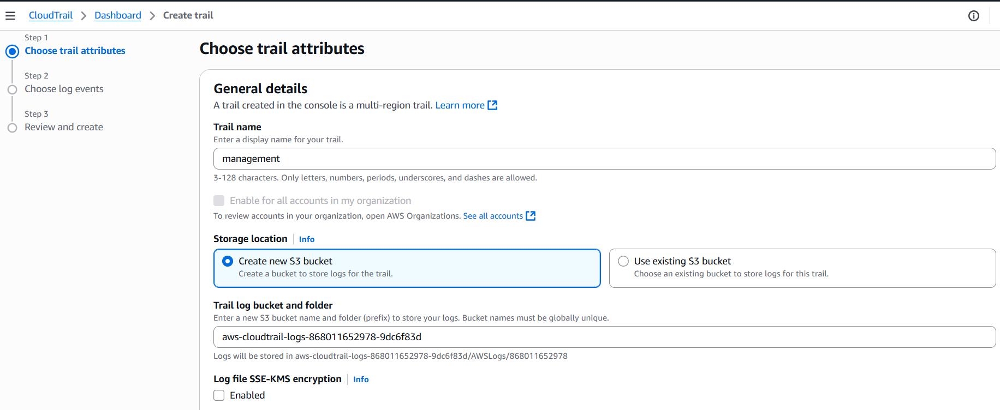 CloudTrail > Dashboard > Create trail
Step 1
Choose trail attributes
Step 2
Choose log events
Step 3
Review and create
Choose trail attributes
General details
A trail created in the console is a multi-region trail. Learn more
Trail name
Enter a display name for your trail.
management
3-128 characters. Only letters, numbers, periods, underscores, and dashes are allowed.
Enable for all accounts in my organization
To review accounts in your organization, open AWS Organizations. See all accounts
Storage location Info
Create new S3 bucket
Create a bucket to store logs for the trail.
Use existing S3 bucket
Choose an existing bucket to store logs for this trail.
Trail log bucket and folder
Enter a new S3 bucket name and folder (prefix) to store your logs. Bucket names must be globally unique.
aws-cloudtrail-logs-868011652978-9dc6f83d
Logs will be stored in aws-cloudtrail-logs-868011652978-9dc6f83d/AWSLogs/868011652978
Log file SSE-KMS encryption Info
Enabled